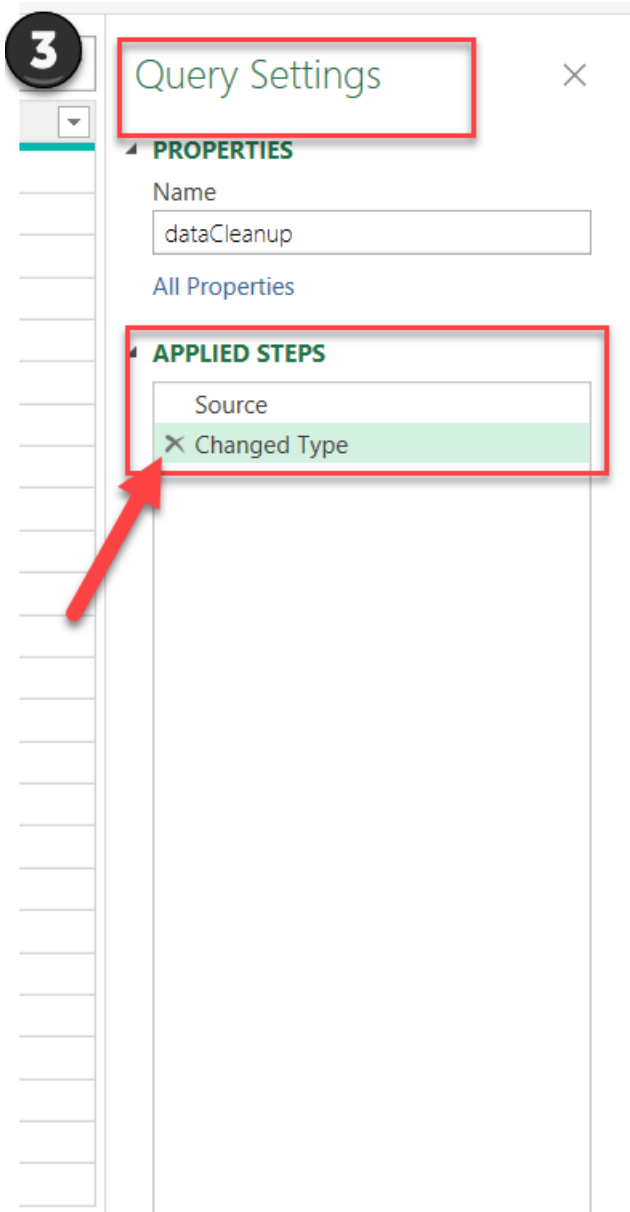 3
Query Settings
PROPERTIES
Name
dataCleanup
All Properties
APPLIED STEPS
Source
Changed Type